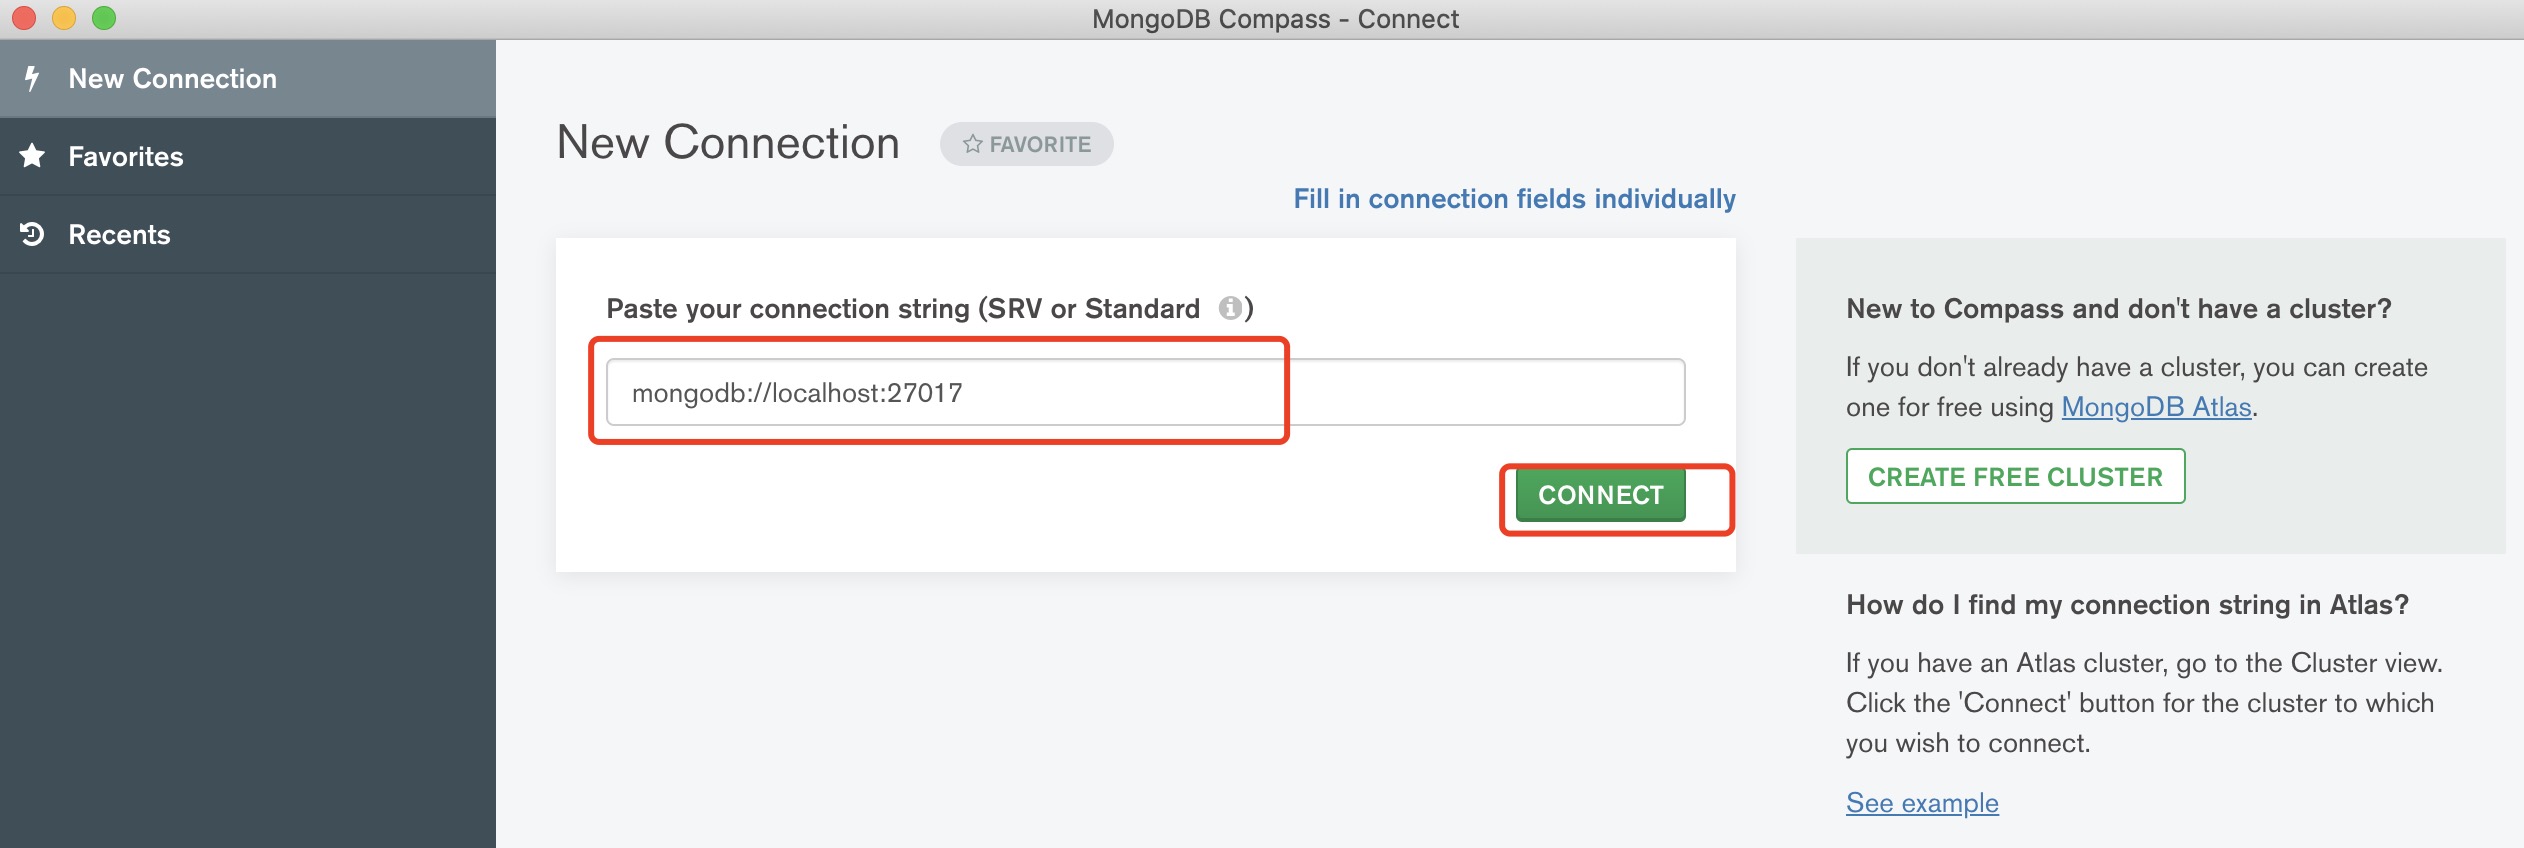 MongoDB Compass - Connect
New Connection
Favorites
Recents
New Connection
FAVORITE
Fill in connection fields individually
Paste your connection string (SRV or Standard )
mongodb://localhost:27017
CONNECT
New to Compass and don't have a cluster?
If you don't already have a cluster, you can create
one for free using MongoDB Atlas.
CREATE FREE CLUSTER
How do I find my connection string in Atlas?
If you have an Atlas cluster, go to the Cluster view.
Click the 'Connect' button for the cluster to which
you wish to connect.
See example